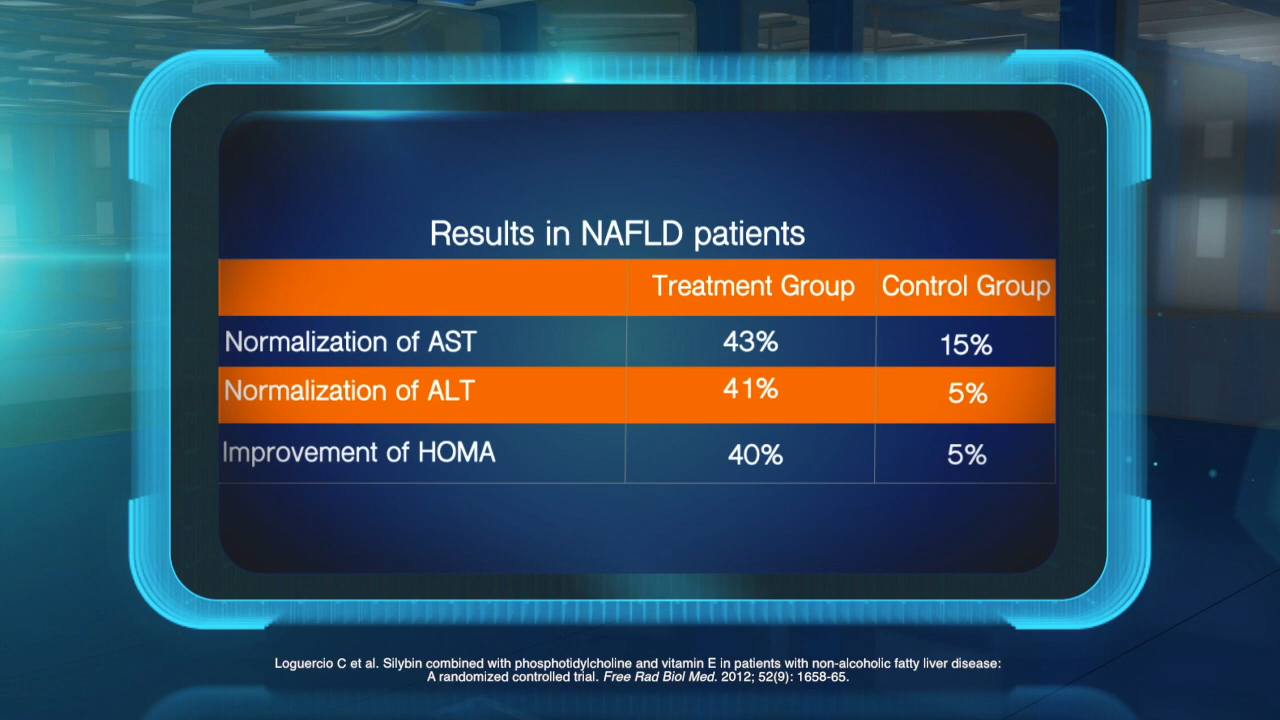 Results in NAFLD patients
Treatment Group Control Group
Normalization of AST 43% 15%
Normalization of ALT 41% 5%
Improvement of HOMA 40% 5%
Loguercio C et al. Silybin combined with phosphotidylcholine and vitamin E in patients with non-alcoholic fatty liver disease:
A randomized controlled trial. Free Rad Biol Med. 2012; 52(9): 1658-65.